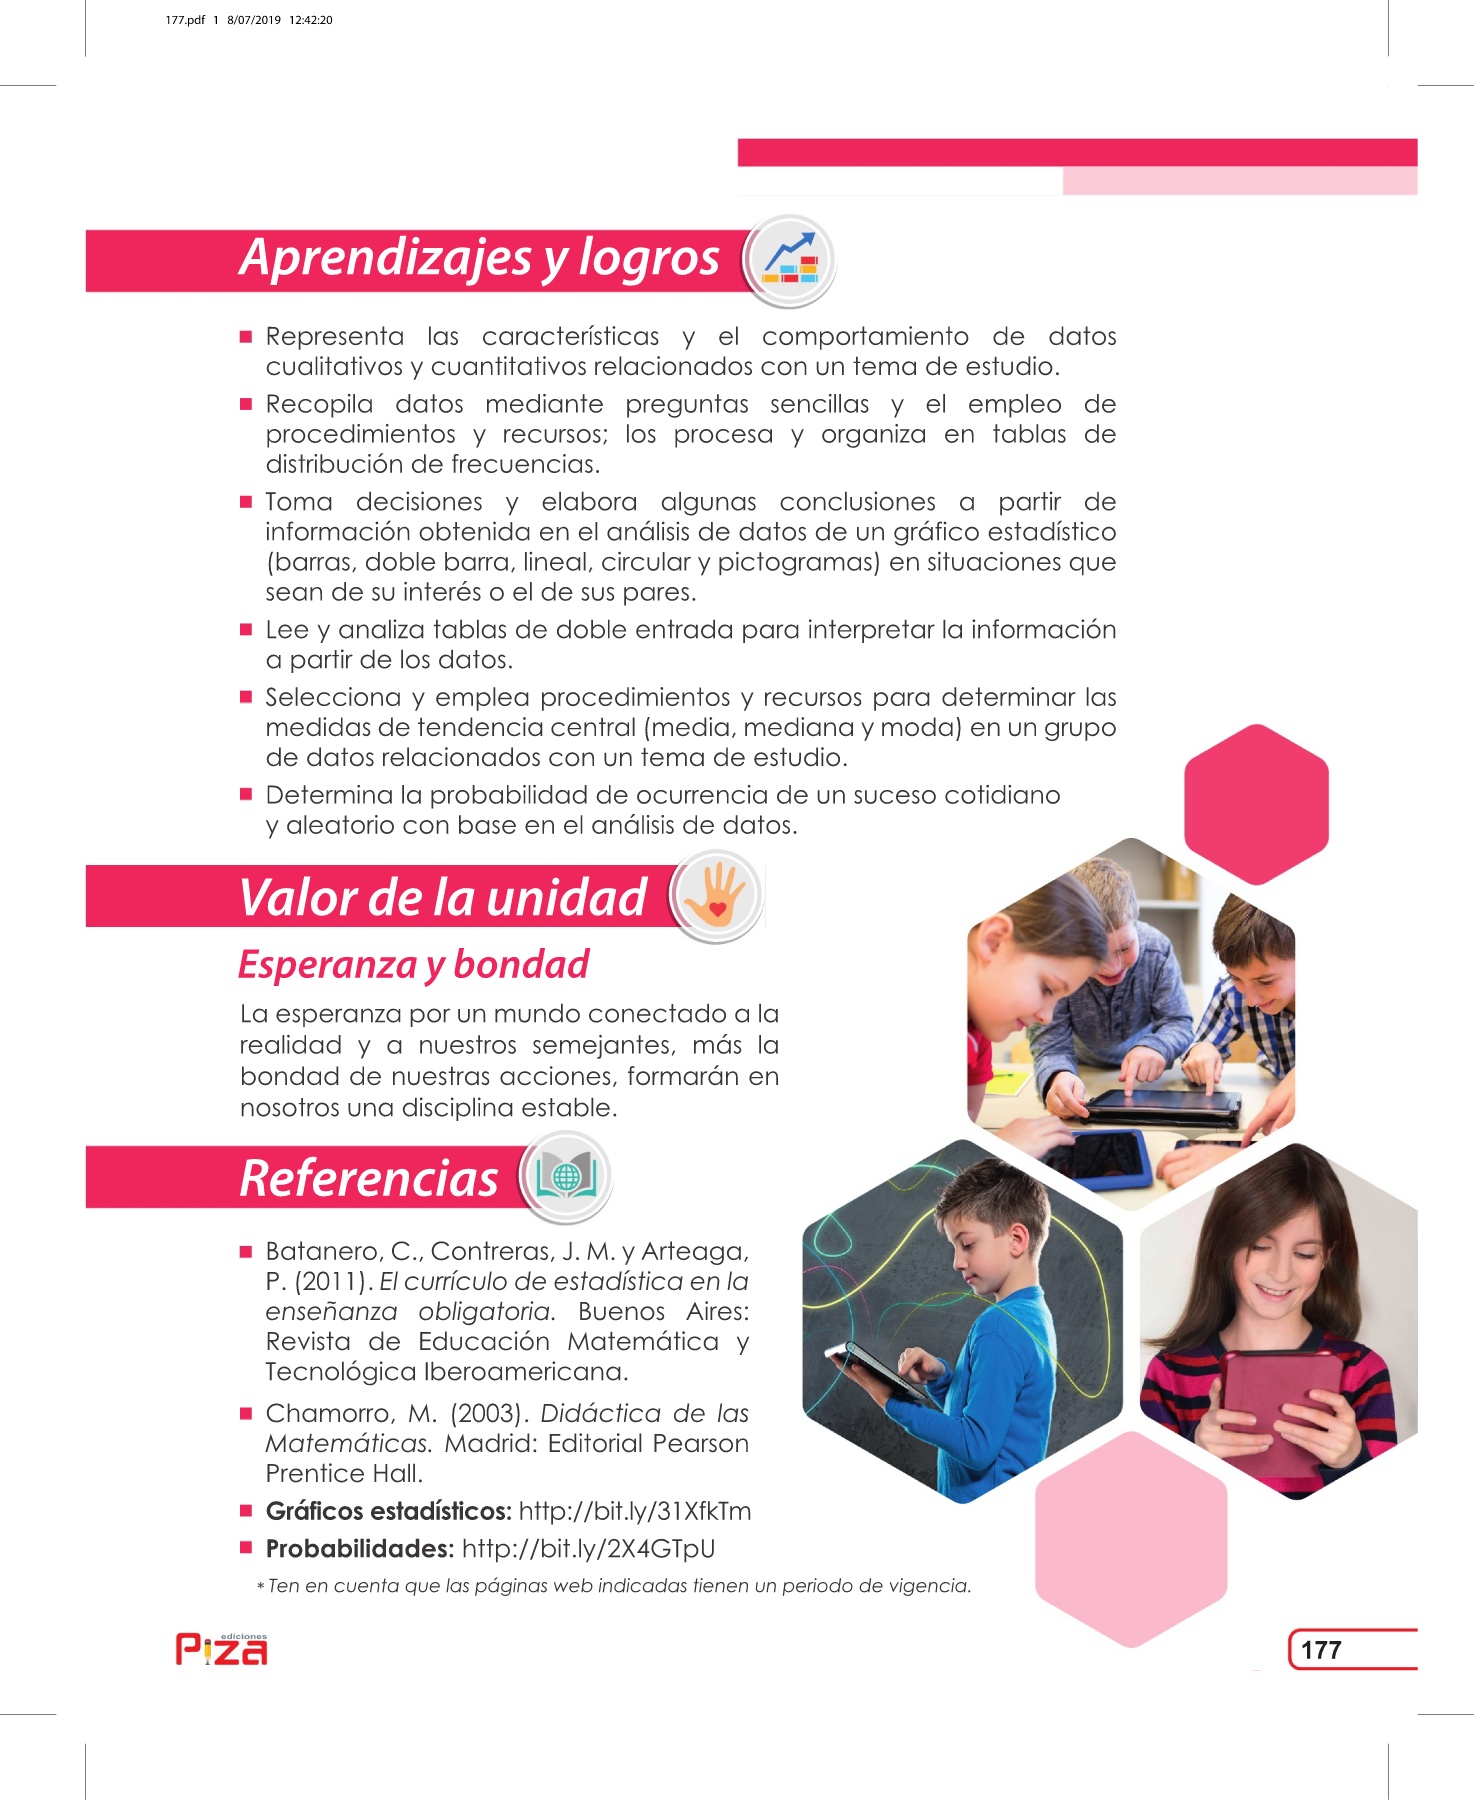 177.pdf 1 8/07/2019 12:42:20
Aprendizajes y logros
Representa las características y el comportamiento de datos
cualitativos y cuantitativos relacionados con un tema de estudio.
Recopila datos mediante preguntas sencillas y el empleo de
procedimientos y recursos; los procesa y organiza en tablas de
distribución de frecuencias.
Toma decisiones y elabora algunas conclusiones a partir de
información obtenida en el análisis de datos de un gráfico estadístico
(barras, doble barra, lineal, circular y pictogramas) en situaciones que
sean de su interés o el de sus pares.
Lee y analiza tablas de doble entrada para interpretar la información
a partir de los datos.
Selecciona y emplea procedimientos y recursos para determinar las
medidas de tendencia central (media, mediana y moda) en un grupo
de datos relacionados con un tema de estudio.
Determina la probabilidad de ocurrencia de un suceso cotidiano
y aleatorio con base en el análisis de datos.
Valor de la unidad
Esperanza y bondad
La esperanza por un mundo conectado a la
realidad y a nuestros semejantes, más la
bondad de nuestras acciones, formarán en
nosotros una disciplina estable.
Referencias
Batanero, C., Contreras, J. M. y Arteaga,
P. (2011). El currículo de estadística en la
enseñanza obligatoria. Buenos Aires:
Revista de Educación Matemática y
Tecnológica Iberoamericana.
Chamorro, M. (2003). Didáctica de las
Matemáticas. Madrid: Editorial Pearson
Prentice Hall.
Gráficos estadísticos: http://bit.ly/31XfkTm
Probabilidades: http://bit.ly/2X4GTpU
* Ten en cuenta que las páginas web indicadas tienen un periodo de vigencia.
ediciones
Piza
177